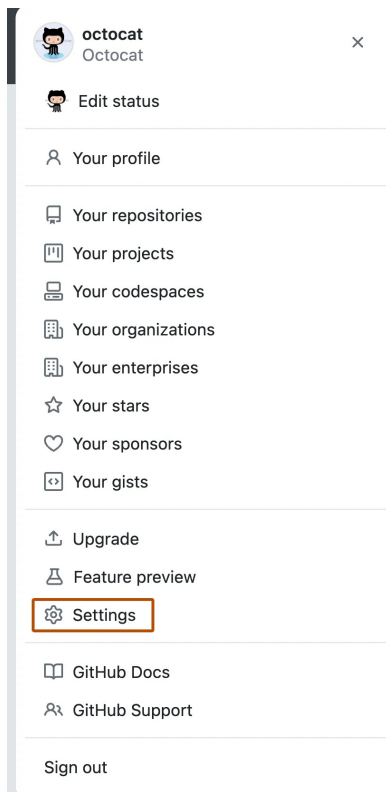 octocat
Octocat
Edit status
Your profile
Your repositories
Your projects
Your codespaces
Your organizations
Your enterprises
Your stars
Your sponsors
Your gists
Upgrade
Feature preview
Settings
GitHub Docs
GitHub Support
Sign out